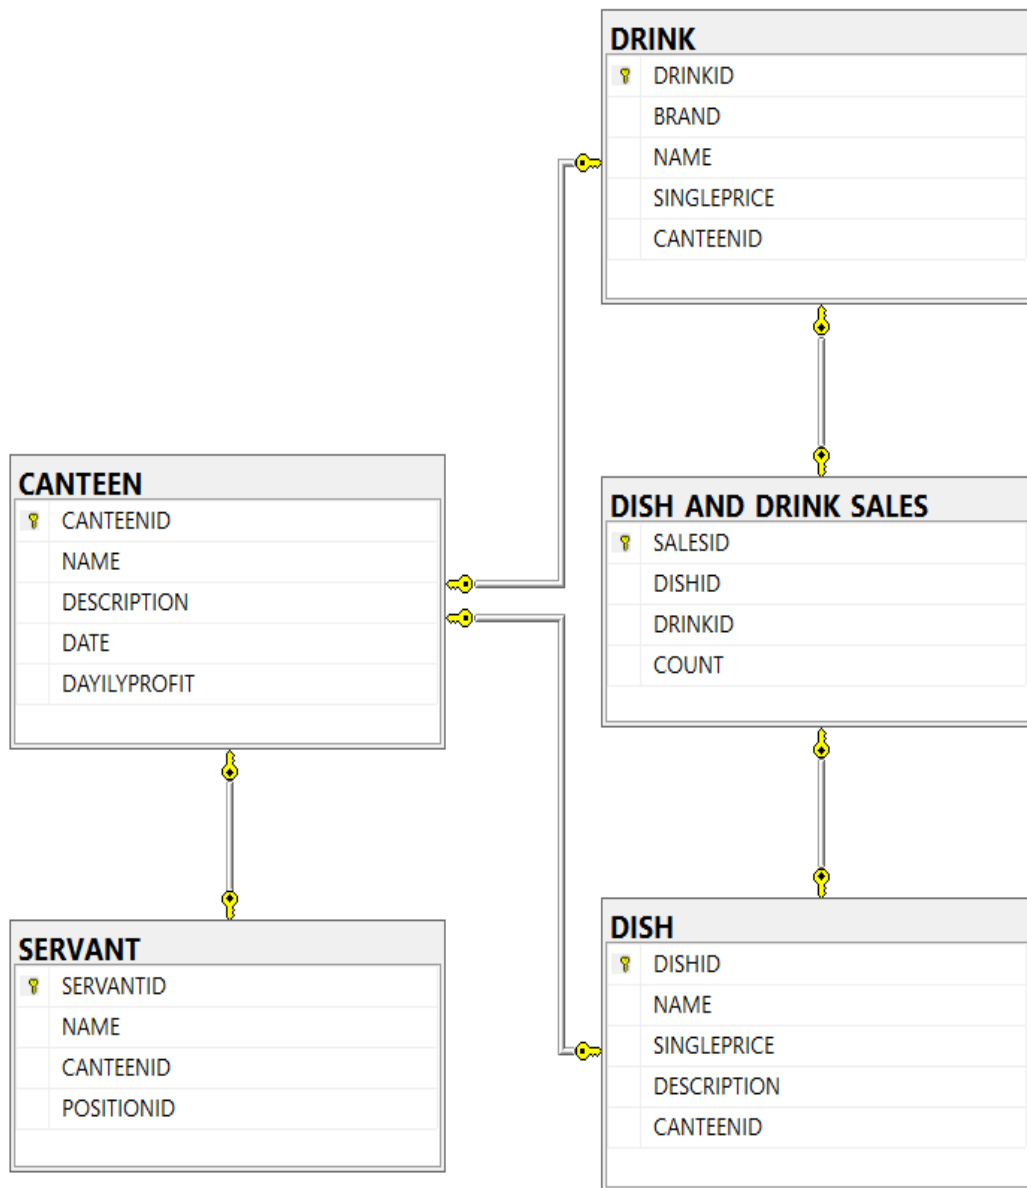 DRINK
DRINKID
BRAND
NAME
SINGLEPRICE
CANTEENID
CANTEEN
CANTEENID
NAME
DESCRIPTION
DATE
DAYILYPROFIT
DISH AND DRINK SALES
SALESID
DISHID
DRINKID
COUNT
SERVANT
SERVANTID
NAME
CANTEENID
POSITIONID
DISH
DISHID
NAME
SINGLEPRICE
DESCRIPTION
CANTEENID